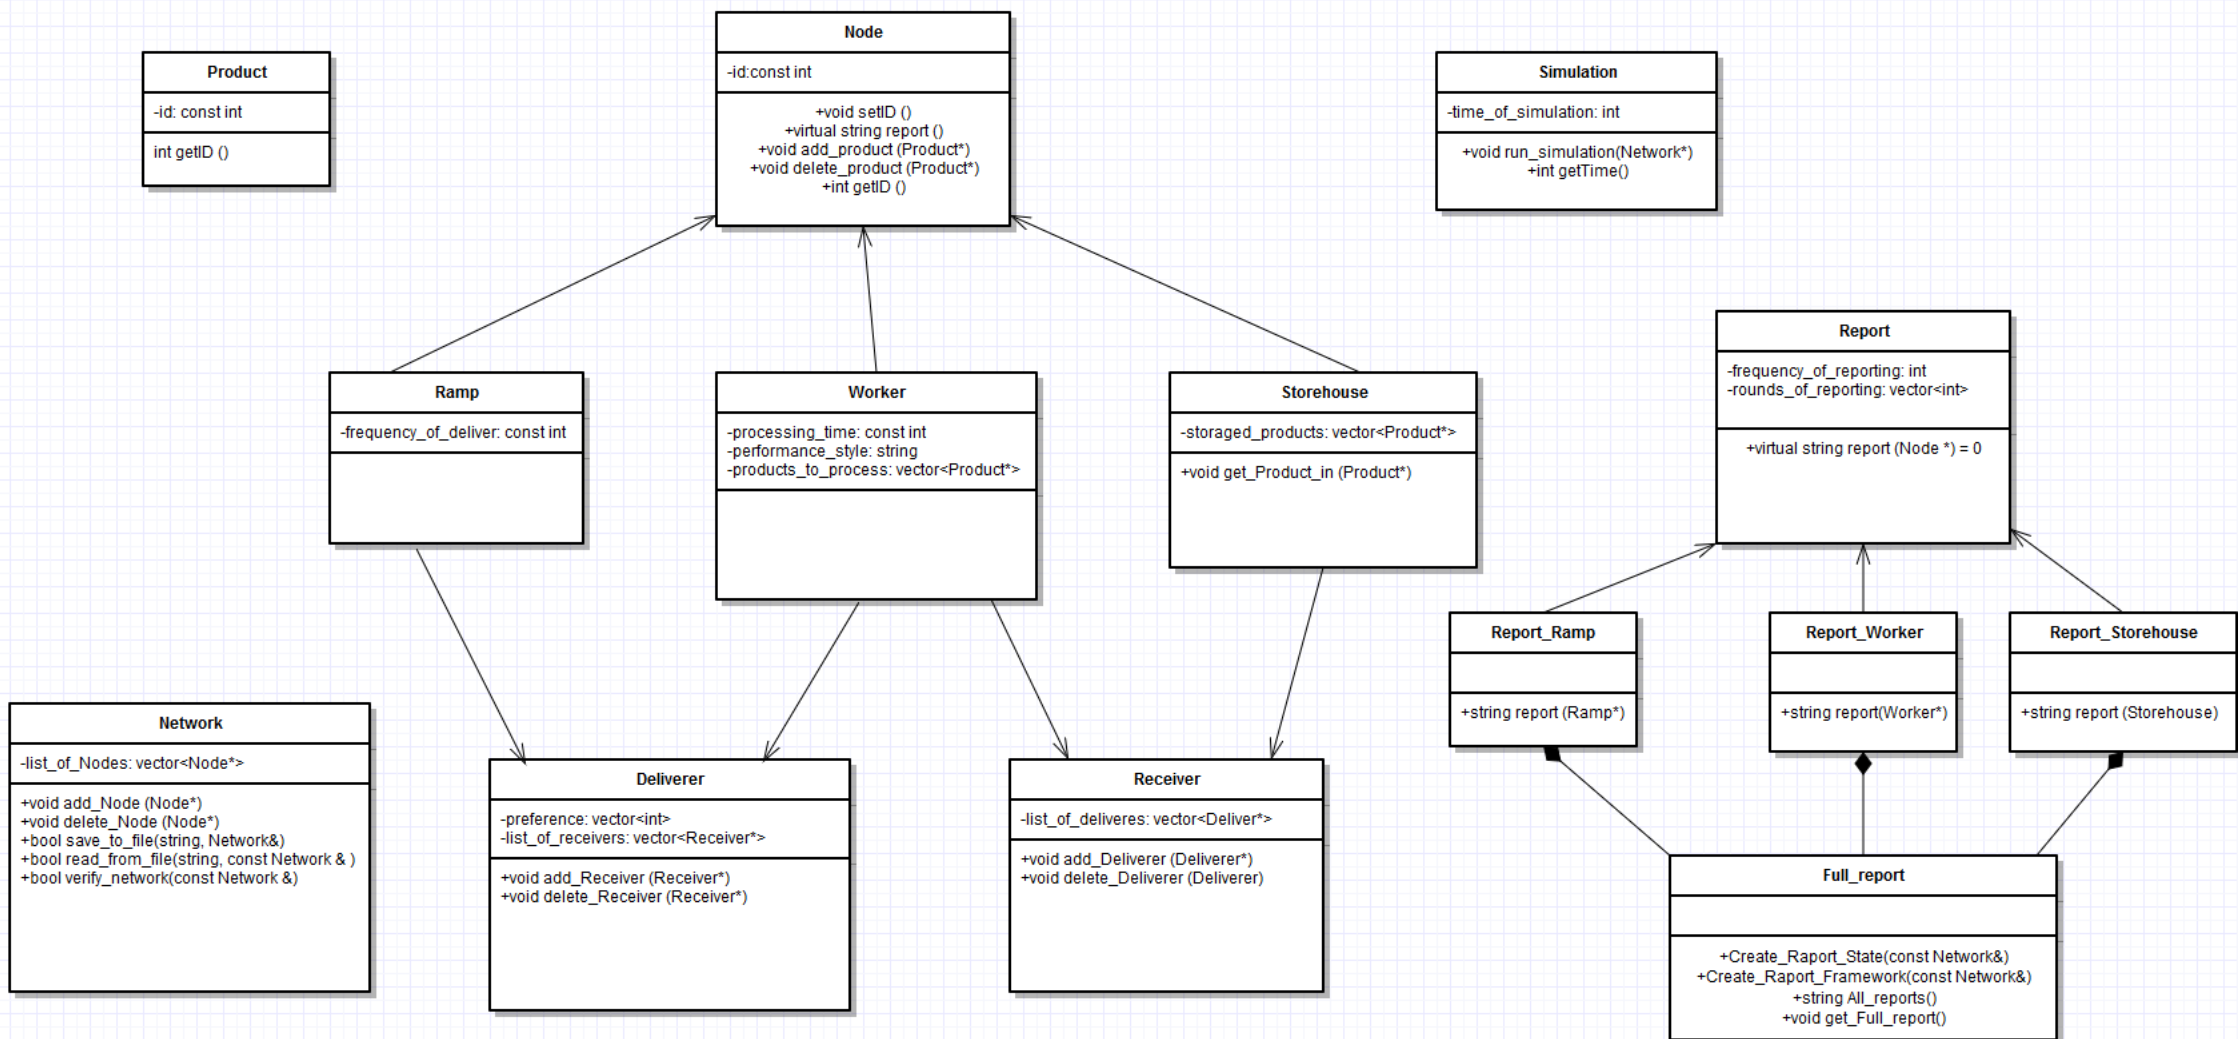 Product
-id: const int
int getID ()
Node
-id:const int
+void setID ()
+virtual string report ()
+void add_product (Product*)
+void delete_product (Product*)
+int getID ()
Simulation
-time_of_simulation: int
+void run_simulation(Network*)
+int getTime()
Ramp
-frequency_of_deliver: const int
Worker
-processing_time: const int
-performance_style: string
-products_to_process: vector<Product*>
Storehouse
-storaged_products: vector<Product*>
+void get_Product_in (Product*)
Report
-frequency_of_reporting: int
-rounds_of_reporting: vector<int>
+virtual string report (Node *) = 0
Report_Ramp
+string report (Ramp*)
Report_Worker
+string report(Worker*)
Report_Storehouse
+string report (Storehouse)
Network
-list_of_Nodes: vector<Node*>
+void add_Node (Node*)
+void delete_Node (Node*)
+bool save_to_file(string, Network&)
+bool read_from_file(string, const Network & )
+bool verify_network(const Network &)
Deliverer
-preference: vector<int>
-list_of_receivers: vector<Receiver*>
+void add_Receiver (Receiver*)
+void delete_Receiver (Receiver*)
Receiver
-list_of_deliveres: vector<Deliver*>
+void add_Deliverer (Deliverer*)
+void delete_Deliverer (Deliverer)
Full_report
+Create_Raport_State(const Network&)
+Create_Raport_Framework(const Network&)
+string All_reports()
+void get_Full_report()